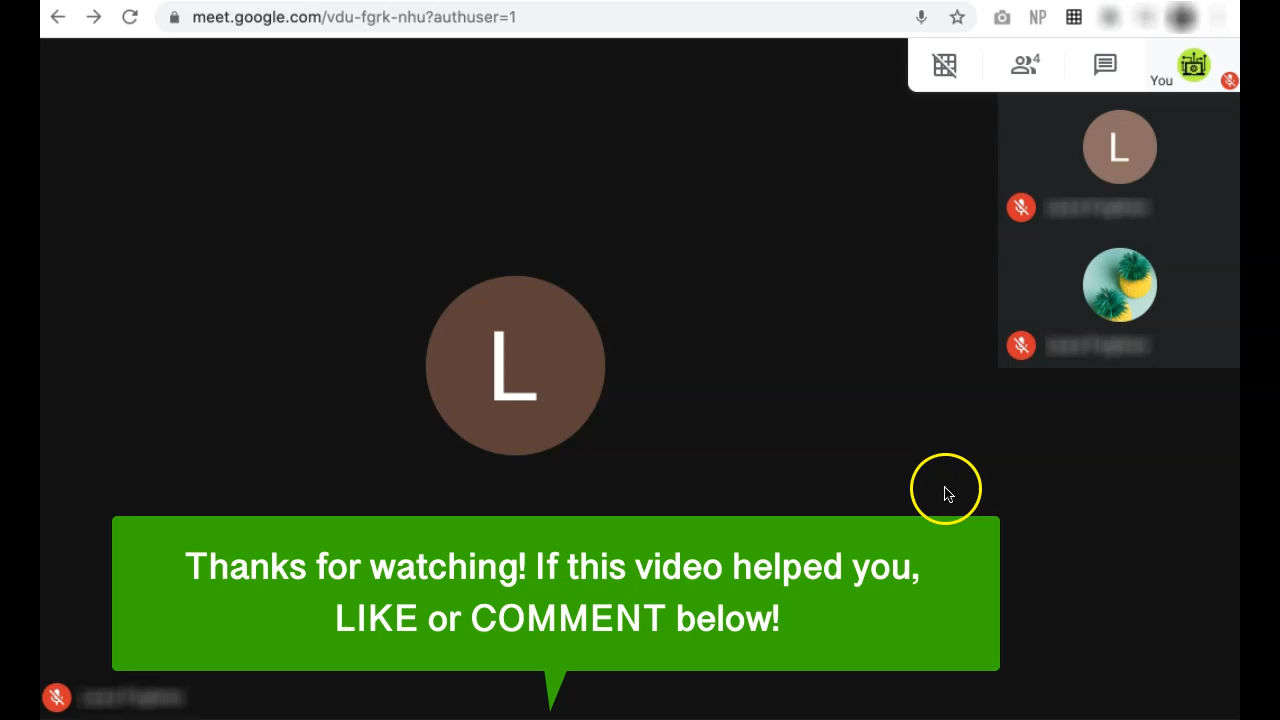 meet.google.com/vdu-fgrk-nhu?authuser=1
NP
4
You
L
L
Thanks for watching! If this video helped you,
LIKE or COMMENT below!